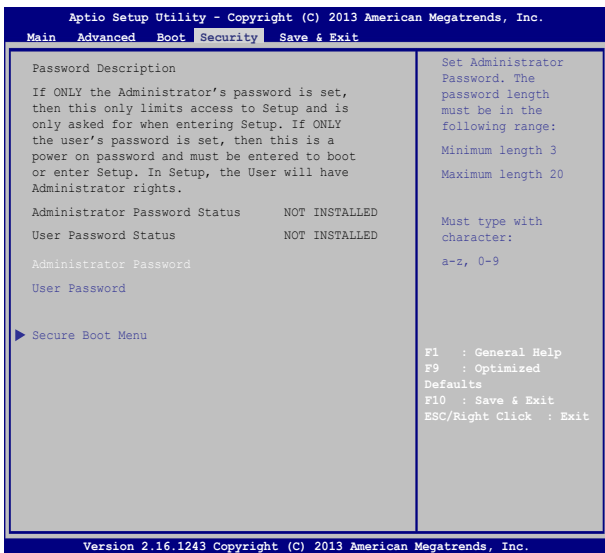 Aptio Setup Utility - Copyright (C) 2013 American Megatrends, Inc.
Main Advanced Boot Security Save & Exit
Password Description
If ONLY the Administrator's password is set,
then this only limits access to Setup and is
only asked for when entering Setup. If ONLY
the user's password is set, then this is a
power on password and must be entered to boot
or enter Setup. In Setup, the User will have
Administrator rights.
Administrator Password Status NOT INSTALLED
User Password Status NOT INSTALLED
Administrator Password
User Password
Secure Boot Menu
Set Administrator
Password. The
password length
must be in the
following range:
Minimum length 3
Maximum length 20
Must type with
character:
a-z, 0-9
F1 : General Help
F9 : Optimized
Defaults
F10 : Save & Exit
ESC/Right Click : Exit
Version 2.16.1243 Copyright (C) 2013 American Megatrends, Inc.